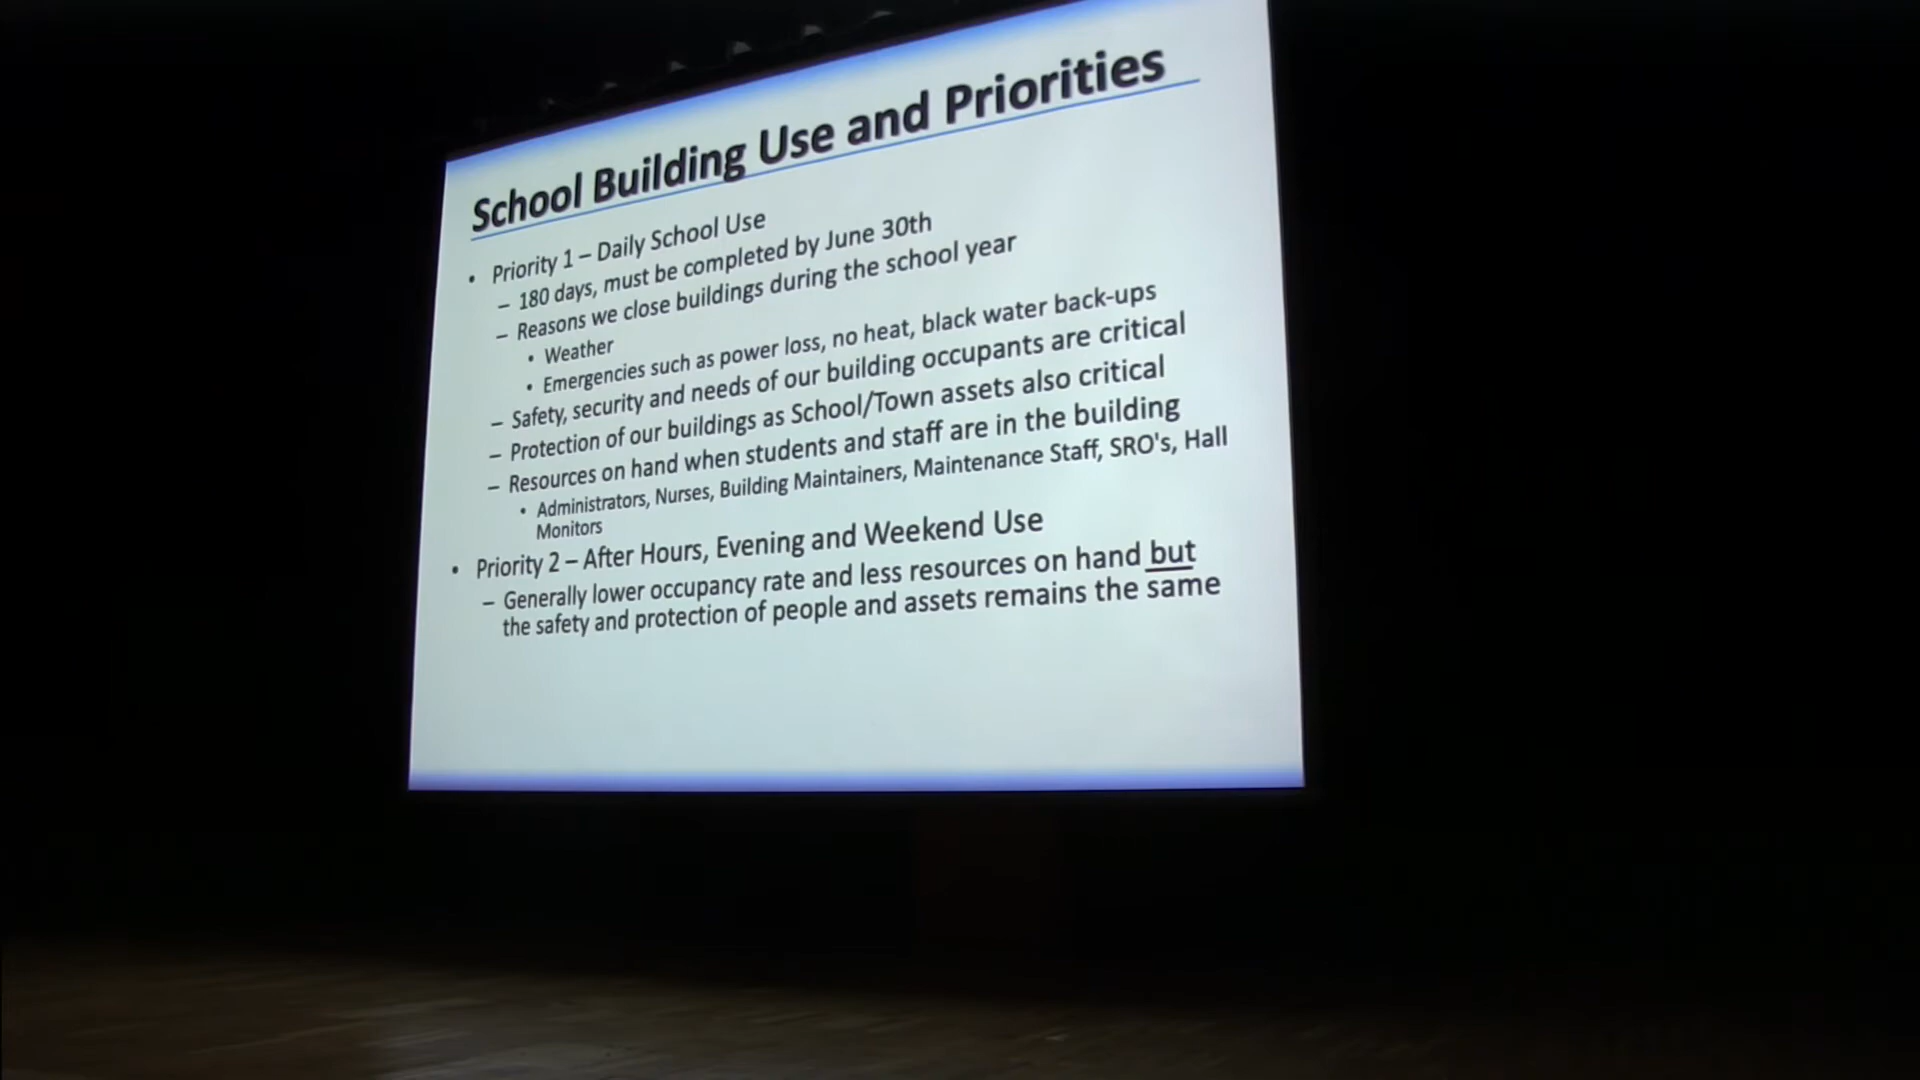 School Building Use and Priorities
• Priority 1 – Daily School Use
– 180 days, must be completed by June 30th
– Reasons we close buildings during the school year
• Weather
• Emergencies such as power loss, no heat, black water back-ups
– Safety, security and needs of our building occupants are critical
– Protection of our buildings as School/Town assets also critical
– Resources on hand when students and staff are in the building
• Administrators, Nurses, Building Maintainers, Maintenance Staff, SRO's, Hall
Monitors
• Priority 2 – After Hours, Evening and Weekend Use
– Generally lower occupancy rate and less resources on hand but
the safety and protection of people and assets remains the same